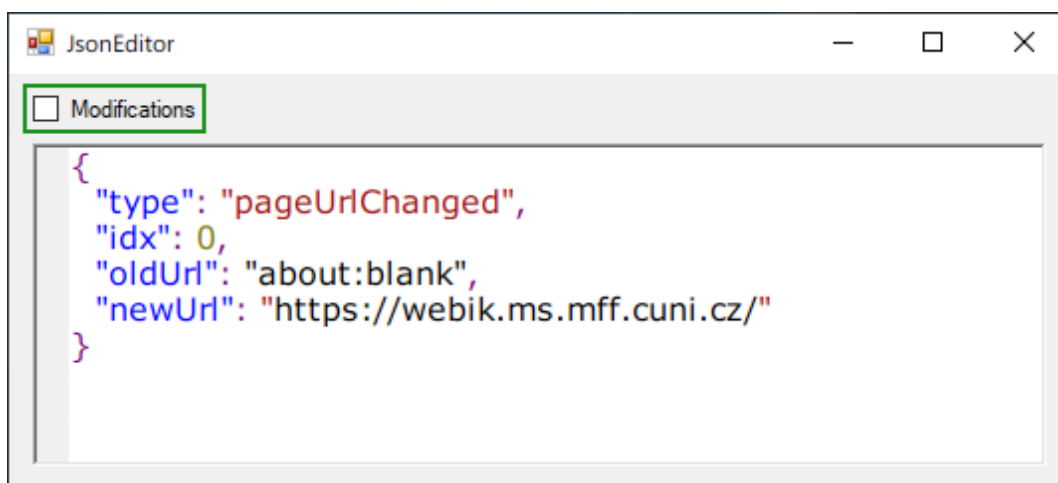 JsonEditor
Modifications
{
"type": "pageUrlChanged",
"idx": 0,
"oldUrl": "about:blank",
"newUrl": "https://webik.ms.mff.cuni.cz/"
}